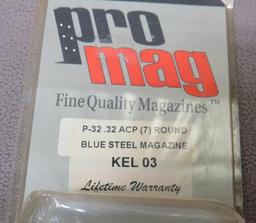 pro
mag
Fine Quality Magazines™
P-32 .32 ACP (7) ROUND
BLUE STEEL MAGAZINE
KEL 03
Lifetime Warranty